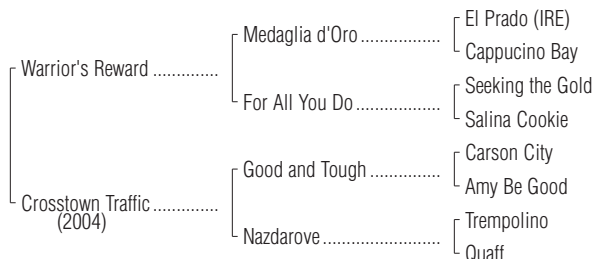 El Prado (IRE)
Medaglia d'Oro .................
Cappucino Bay
Warrior's Reward ..............
Seeking the Gold
For All You Do ..................
Salina Cookie
Carson City
Good and Tough ...............
Amy Be Good
Crosstown Traffic ..............
(2004)
Trempolino
Nazdarove .........................
Quaff